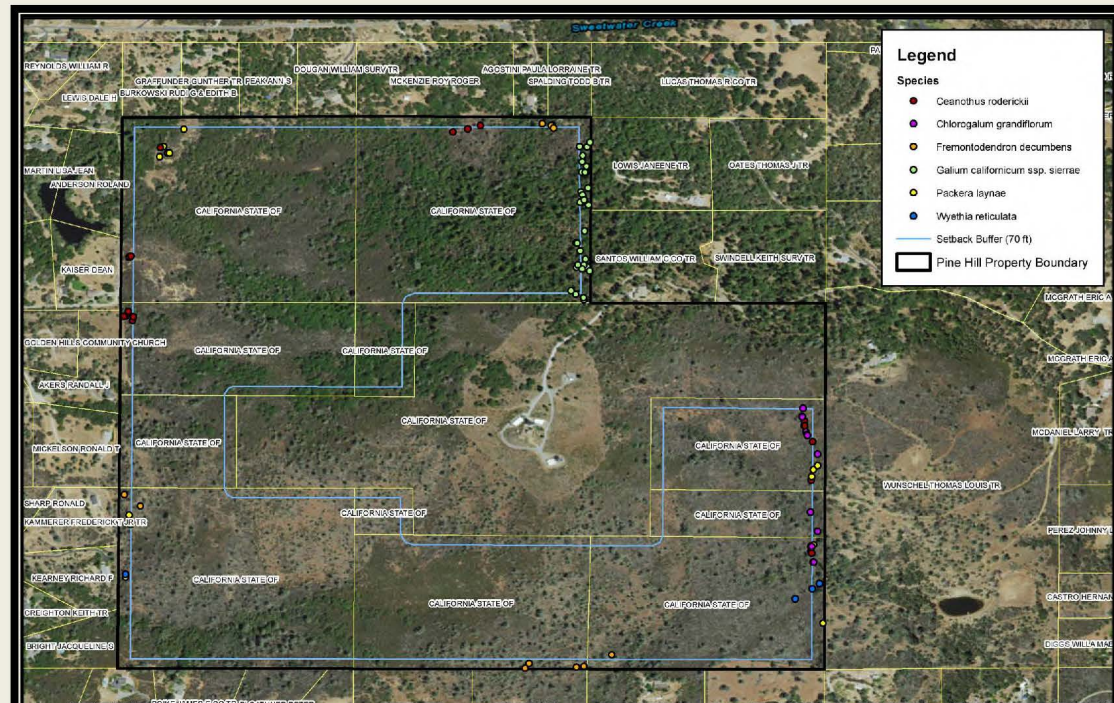 Sweetwater Creek
REYNOLDS WILLIAM R
LEWIS DALE H
GRAFFUNDER GUNTHER TR
BURKOWSKI RUDI G & EDITH B
PEAK ANN S
DOUGAN WILLIAM SURV TR
MCKENZIE ROY ROGER
AGOSTINI PAULA LORRAINE TR
SPALDING TODD B TR
LUCAS THOMAS R CO TR
Legend
Species
Ceanothus roderickii
Chlorogalum grandiflorum
Fremontodendron decumbens
Galium californicum ssp. sierrae
Packera laynae
Wyethia reticulata
Setback Buffer (70 ft)
Pine Hill Property Boundary
MARTIN LISA JEAN
ANDERSON ROLAND
LOWIS JANEENE TR
OATES THOMAS J TR
CALIFORNIA STATE OF
CALIFORNIA STATE OF
KAISER DEAN
SANTOS WILLIAM C CO TR
SWINDELL KEITH SURV TR
MCGRATH ERIC A
GOLDEN HILLS COMMUNITY CHURCH
CALIFORNIA STATE OF
CALIFORNIA STATE OF
MCGRATH ERIC A
AKERS RANDALL J
CALIFORNIA STATE OF
MICKELSON RONALD T
CALIFORNIA STATE OF
CALIFORNIA STATE OF
MCDANIEL LARRY TR
WUNSCHEL THOMAS LOUIS TR
SHARP RONALD
KAMMERER FREDERICK T JR TR
CALIFORNIA STATE OF
CALIFORNIA STATE OF
PEREZ JOHNNY
KEARNEY RICHARD F
CALIFORNIA STATE OF
CALIFORNIA STATE OF
CALIFORNIA STATE OF
CASTRO HERNAN
CREIGHTON KEITH TR
BRIGHT JACQUELINE S
DIGGS WILLA MAE